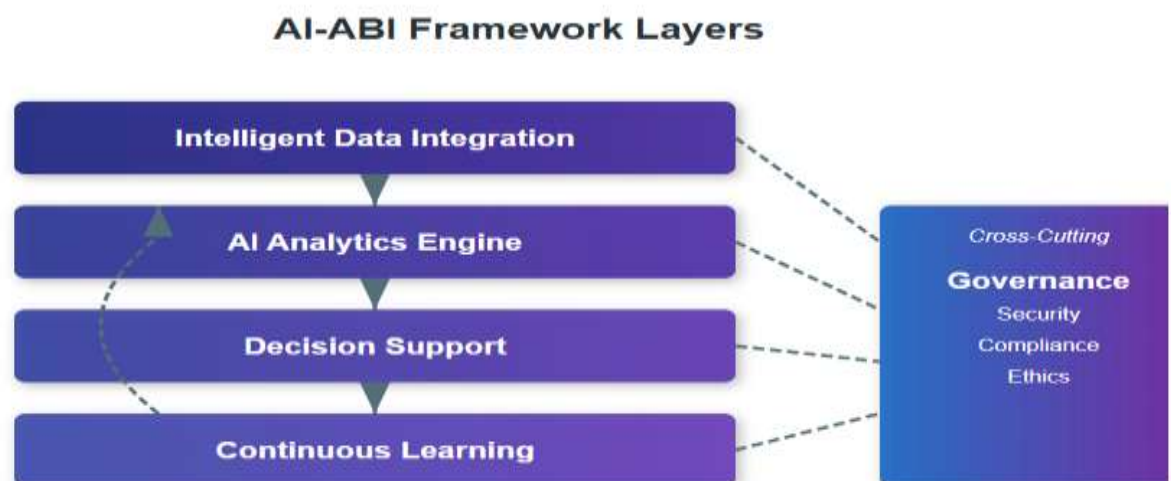 AI-ABI Framework Layers
Intelligent Data Integration
AI Analytics Engine
Decision Support
Continuous Learning
Cross-Cutting
Governance
Security
Compliance
Ethics